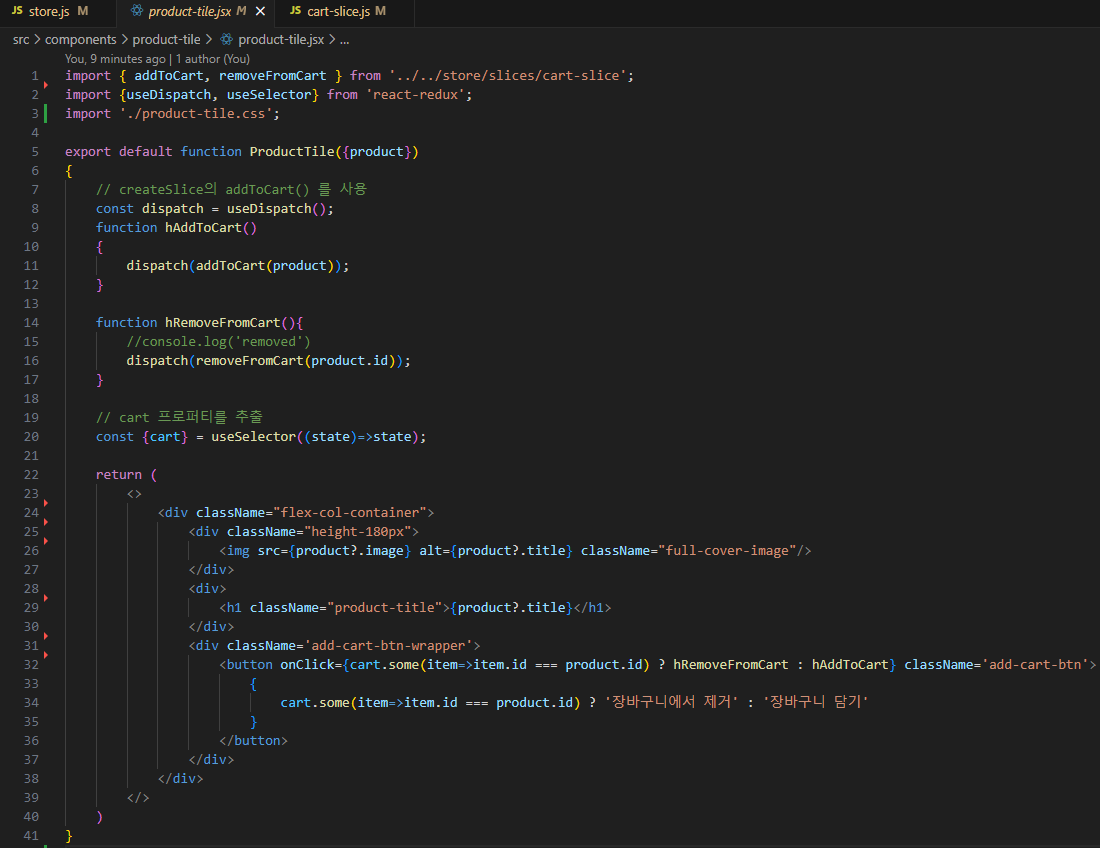 JS store.js M product-tile.jsx M × JS cart-slice.js M
src > components > product-tile > product-tile.jsx > ...
You, 9 minutes ago | 1 author (You)
1 import { addToCart, removeFromCart } from '../../store/slices/cart-slice';
2 import {useDispatch, useSelector} from 'react-redux';
3 import './product-tile.css';
4
5 export default function ProductTile({product})
6 {
7 // createSlice의 addToCart() 를 사용
8 const dispatch = useDispatch();
9 function hAddToCart()
10 {
11 dispatch(addToCart(product));
12 }
13
14 function hRemoveFromCart(){
15 //console.log('removed')
16 dispatch(removeFromCart(product.id));
17 }
18
19 // cart 프로퍼티를 추출
20 const {cart} = useSelector((state)=>state);
21
22 return (
23 <>
24 <div className="flex-col-container">
25 <div className="height-180px">
26 <img src={product?.image} alt={product?.title} className="full-cover-image"/>
27 </div>
28 <div>
29 <h1 className="product-title">{product?.title}</h1>
30 </div>
31 <div className='add-cart-btn-wrapper'>
32 <button onClick={cart.some(item=>item.id === product.id) ? hRemoveFromCart : hAddToCart} className='add-cart-btn'>
33 {
34 cart.some(item=>item.id === product.id) ? '장바구니에서 제거' : '장바구니 담기'
35 }
36 </button>
37 </div>
38 </div>
39 </>
40 )
41 }